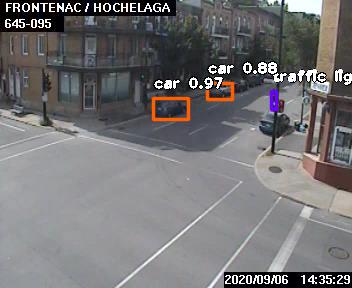 FRONTENAC / HOCHELAGA
645-095
car 0.88
car 0.97
traffic lig
2020/09/06 14:35:29